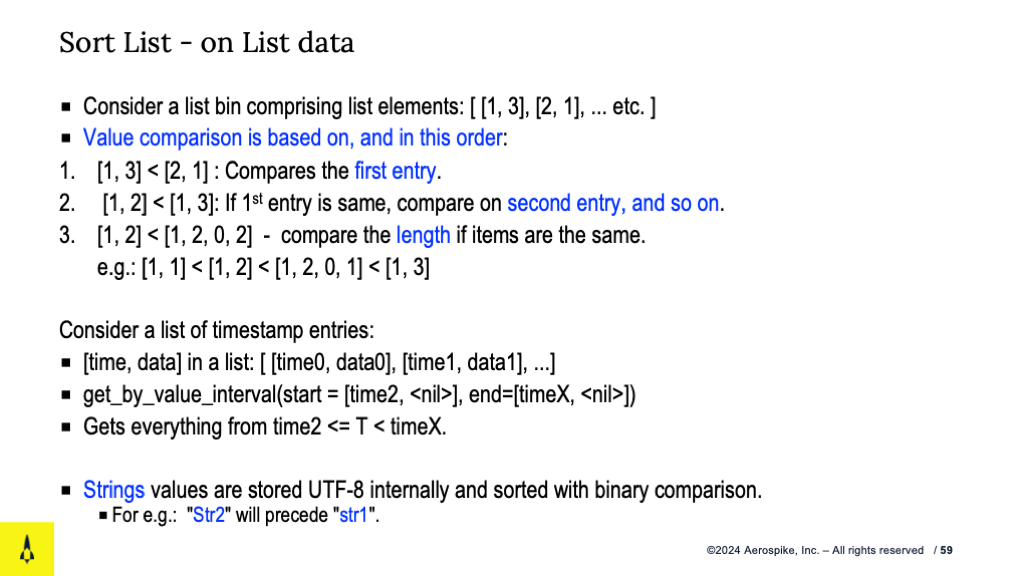 Sort List - on List data
▪ Consider a list bin comprising list elements: [ [1, 3], [2, 1], ... etc. ]
▪ Value comparison is based on, and in this order:
1. [1, 3] < [2, 1] : Compares the first entry.
2. [1, 2] < [1, 3]: If 1st entry is same, compare on second entry, and so on.
3. [1, 2] < [1, 2, 0, 2] - compare the length if items are the same.
e.g.: [1, 1] < [1, 2] < [1, 2, 0, 1] < [1, 3]
Consider a list of timestamp entries:
▪ [time, data] in a list: [ [time0, data0], [time1, data1], ...]
▪ get_by_value_interval(start = [time2, <nil>], end=[timeX, <nil>])
▪ Gets everything from time2 <= T < timeX.
▪ Strings values are stored UTF-8 internally and sorted with binary comparison.
▪ For e.g.: "Str2" will precede "str1".
©2024 Aerospike, Inc. – All rights reserved / 59